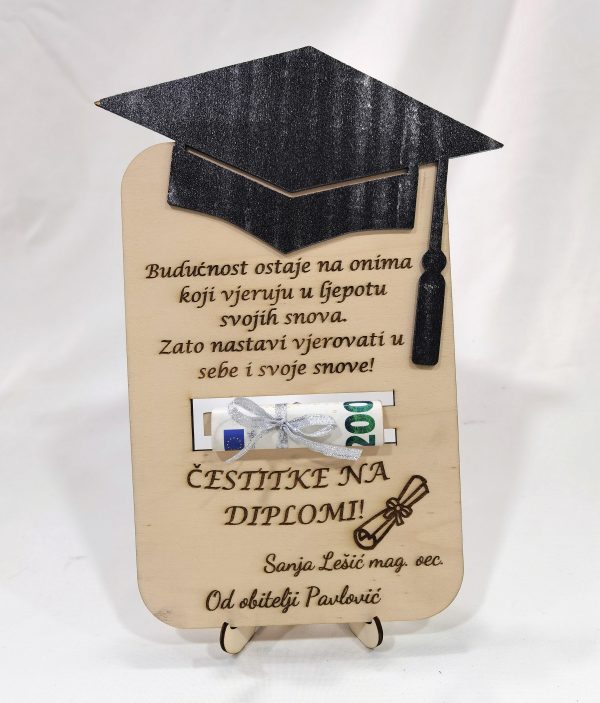 Budućnost ostaje na onima
koji vjeruju u ljepotu
svojih snova.
Zato nastavi vjerovati u
sebe i svoje snove!
200
ČESTITKE NA
DIPLOMI!
Sanja Lešić mag. oec.
Od obitelji Pavlović